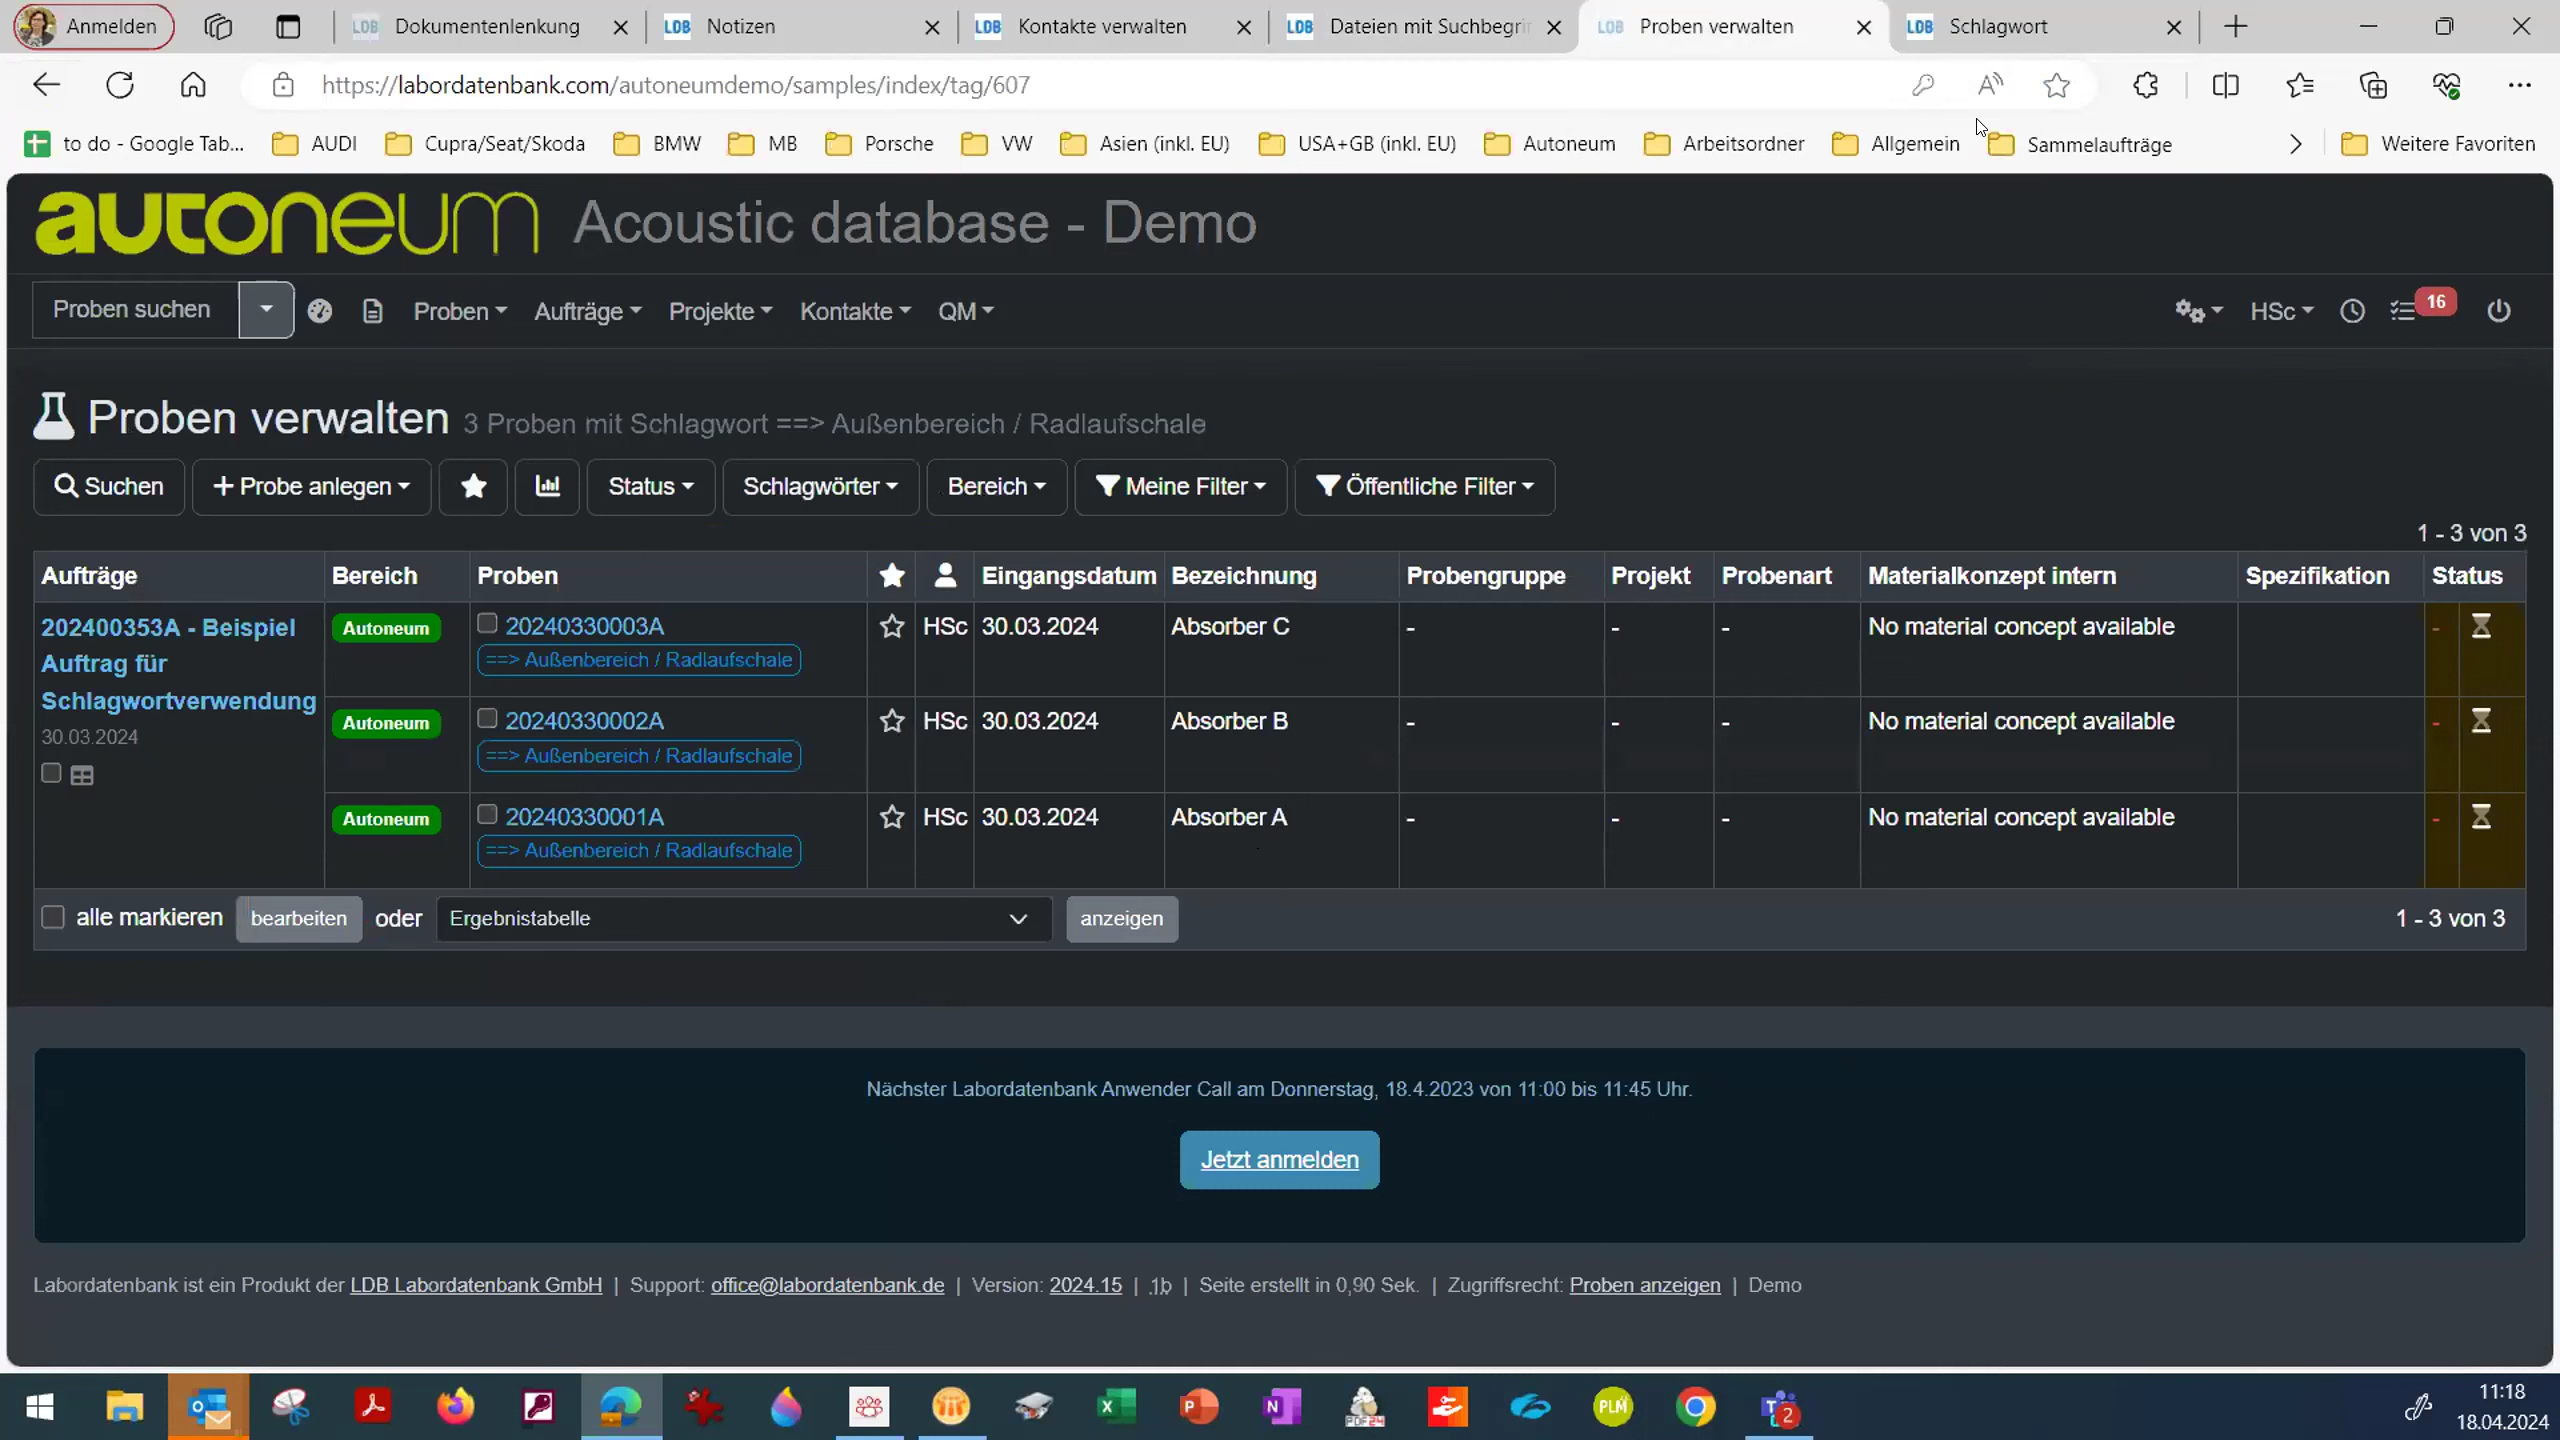 Anmelden
Dokumentenlenkung
LDB Notizen
LDB Kontakte verwalten
LDB Dateien mit Suchbegri
LDB Proben verwalten
LDB Schlagwort
https://labordatenbank.com/autoneumdemo/samples/index/tag/607
to do - Google Tab...
AUDI
Cupra/Seat/Skoda
BMW
MB
Porsche
VW
Asien (inkl. EU)
USA+GB (inkl. EU)
Autoneum
Arbeitsordner
Allgemein
Sammelaufträge
Weitere Favoriten
autoneum Acoustic database - Demo
Proben suchen
Proben
Aufträge
Projekte
Kontakte
QM
HSc
16
Proben verwalten 3 Proben mit Schlagwort ==> Außenbereich / Radlaufschale
Suchen
+ Probe anlegen
Status
Schlagwörter
Bereich
Meine Filter
Öffentliche Filter
1 - 3 von 3
Aufträge Bereich Proben Eingangsdatum Bezeichnung Probengruppe Projekt Probenart Materialkonzept intern Spezifikation Status
202400353A - Beispiel
Auftrag für
Schlagwortverwendung
30.03.2024
Autoneum 20240330003A HSc 30.03.2024 Absorber C - - - No material concept available -
==> Außenbereich / Radlaufschale
Autoneum 20240330002A HSc 30.03.2024 Absorber B - - - No material concept available -
==> Außenbereich / Radlaufschale
Autoneum 20240330001A HSc 30.03.2024 Absorber A - - - No material concept available -
==> Außenbereich / Radlaufschale
alle markieren bearbeiten oder Ergebnistabelle anzeigen 1 - 3 von 3
Nächster Labordatenbank Anwender Call am Donnerstag, 18.4.2023 von 11:00 bis 11:45 Uhr.
Jetzt anmelden
Labordatenbank ist ein Produkt der LDB Labordatenbank GmbH | Support: office@labordatenbank.de | Version: 2024.15 | 1b | Seite erstellt in 0,90 Sek. | Zugriffsrecht: Proben anzeigen | Demo
PDF24
PLM
2
11:18
18.04.2024